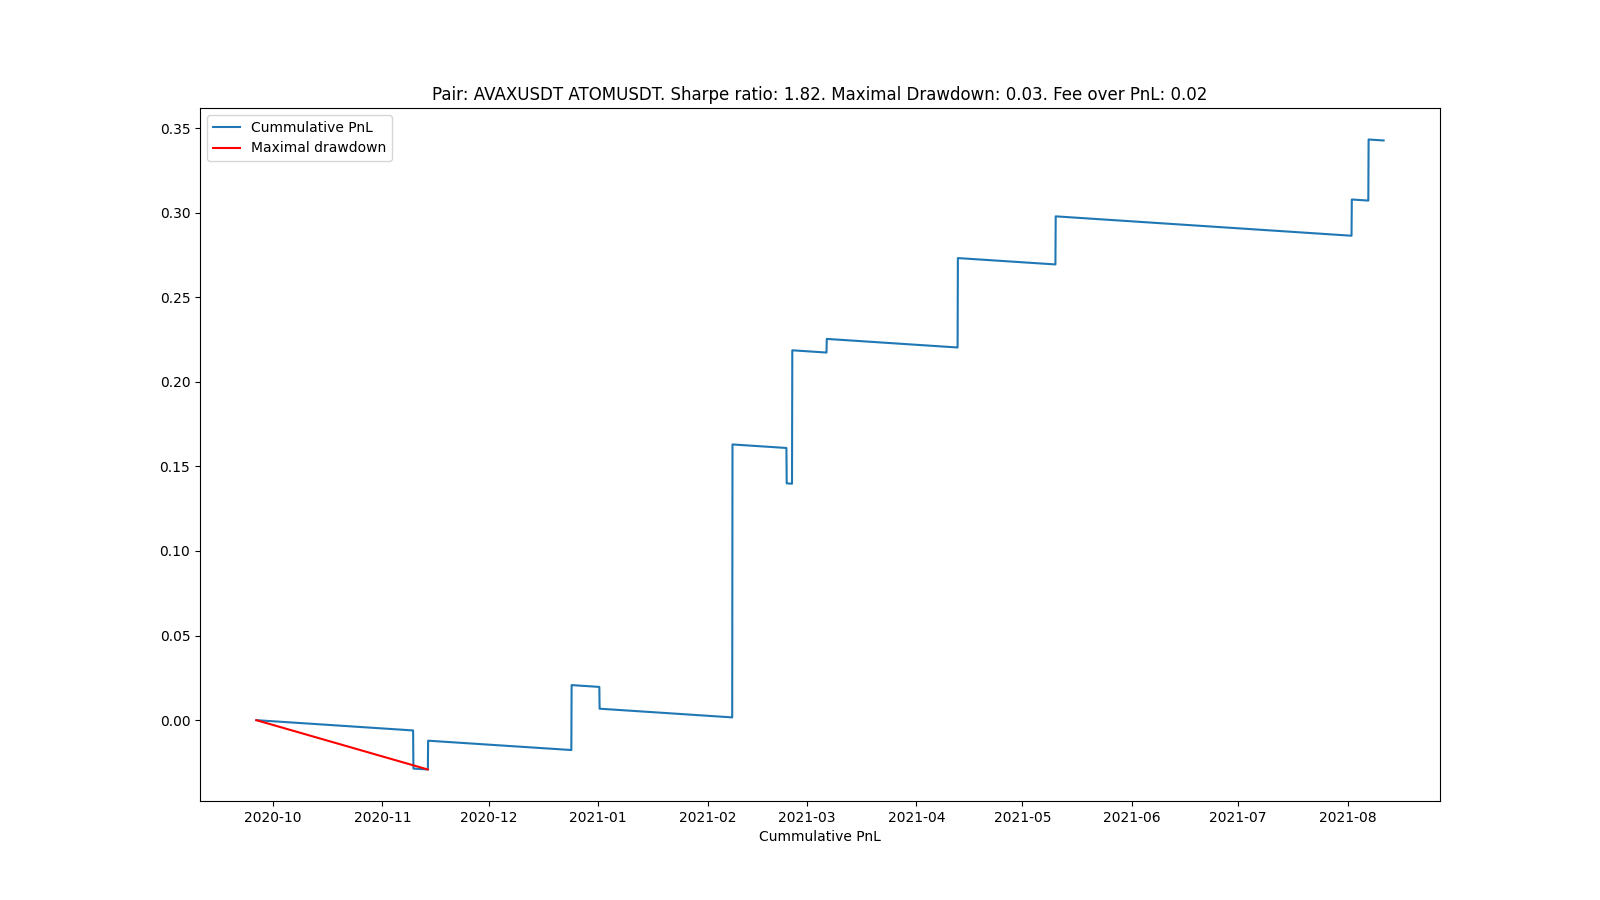 Pair: AVAXUSDT ATOMUSDT. Sharpe ratio: 1.82. Maximal Drawdown: 0.03. Fee over PnL: 0.02
Cummulative PnL
Maximal drawdown
0.35
0.30
0.25
0.20
0.15
0.10
0.05
0.00
2020-10 2020-11 2020-12 2021-01 2021-02 2021-03 2021-04 2021-05 2021-06 2021-07 2021-08
Cummulative PnL